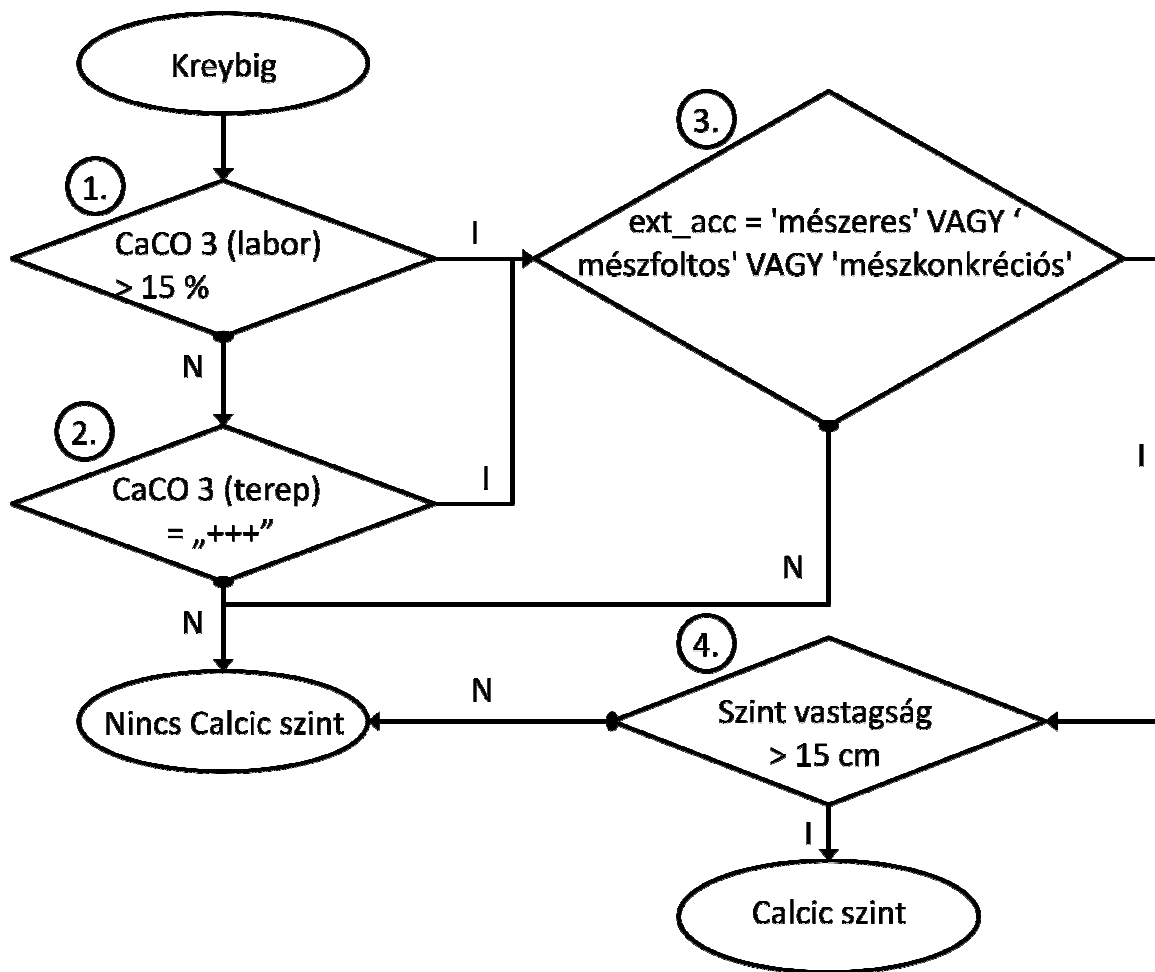 Kreybig
1.
CaCO 3 (labor)
> 15 %
I
N
2.
CaCO 3 (terep)
= „+++”
I
N
3.
ext_acc = 'mészeres' VAGY ‘
mészfoltos' VAGY 'mészkonkréciós'
I
N
4.
Szint vastagság
> 15 cm
N
I
Nincs Calcic szint
Calcic szint